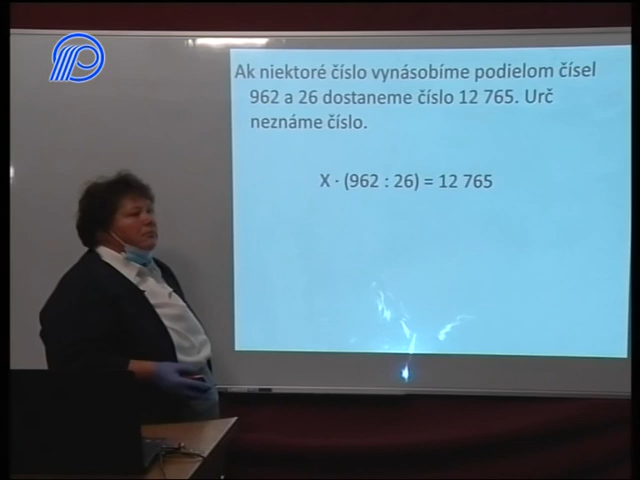 Ak niektoré číslo vynásobíme podielom čísel
962 a 26 dostaneme číslo 12 765. Urč
neznáme číslo.
X · (962 : 26) = 12 765